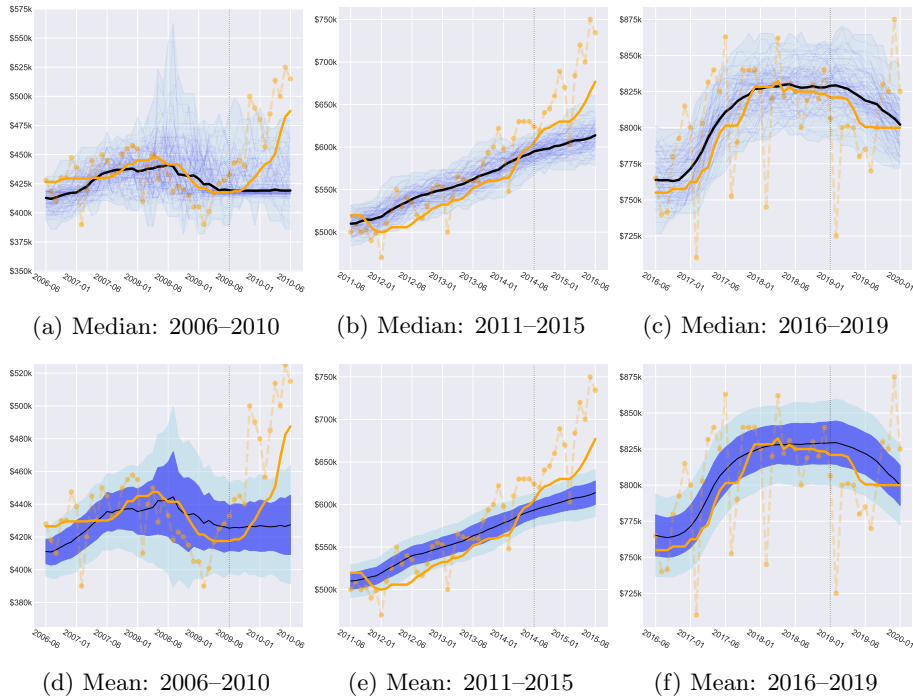 $575k
$550k
$525k
$500k
$475k
$450k
$425k
$400k
$375k
$350k
2006-06 2007-01 2007-06 2008-01 2008-06 2009-01 2009-06 2010-01 2010-06
$750k
$700k
$650k
$600k
$550k
$500k
2011-06 2012-01 2012-06 2013-01 2013-06 2014-01 2014-06 2015-01 2015-06
$875k
$850k
$825k
$800k
$775k
$750k
$725k
2016-06 2017-01 2017-06 2018-01 2018-06 2019-01 2019-06 2020-01
(a) Median: 2006–2010
(b) Median: 2011–2015
(c) Median: 2016–2019
$520k
$500k
$480k
$460k
$440k
$420k
$400k
$380k
2006-06 2007-01 2007-06 2008-01 2008-06 2009-01 2009-06 2010-01 2010-06
$750k
$700k
$650k
$600k
$550k
$500k
2011-06 2012-01 2012-06 2013-01 2013-06 2014-01 2014-06 2015-01 2015-06
$875k
$850k
$825k
$800k
$775k
$750k
$725k
2016-06 2017-01 2017-06 2018-01 2018-06 2019-01 2019-06 2020-01
(d) Mean: 2006–2010
(e) Mean: 2011–2015
(f) Mean: 2016–2019